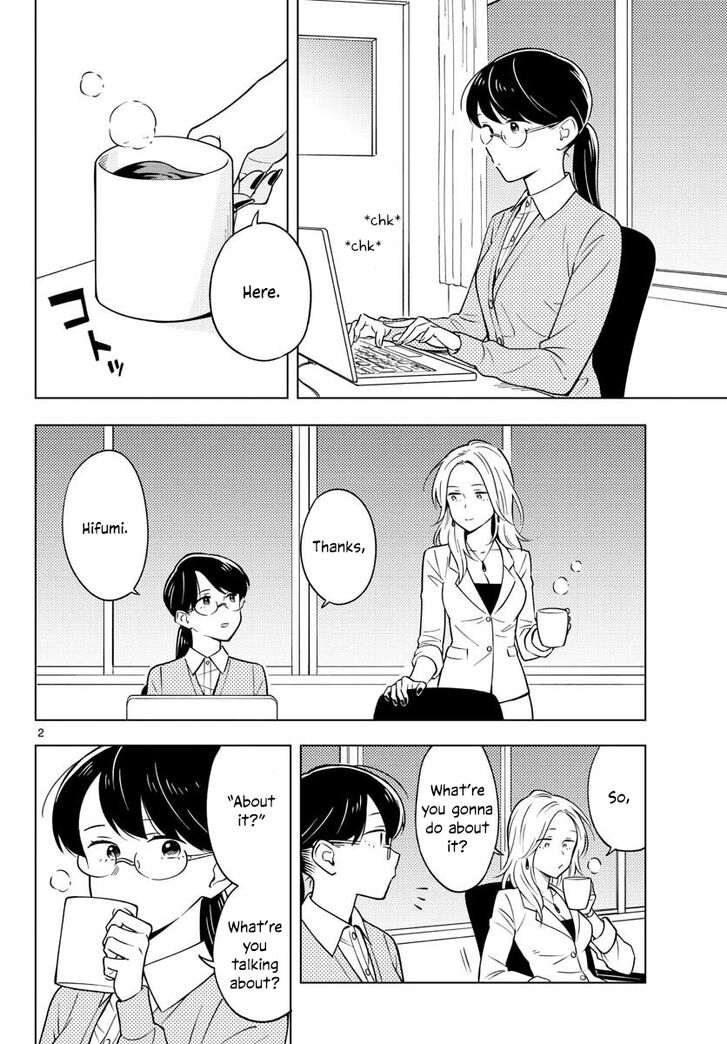 *chk*
*chk*
Here.
コトッ
Thanks,
Hifumi.
2
So,
What're
you gonna
do about
it?
"About
it?"
What're
you
talking
about?